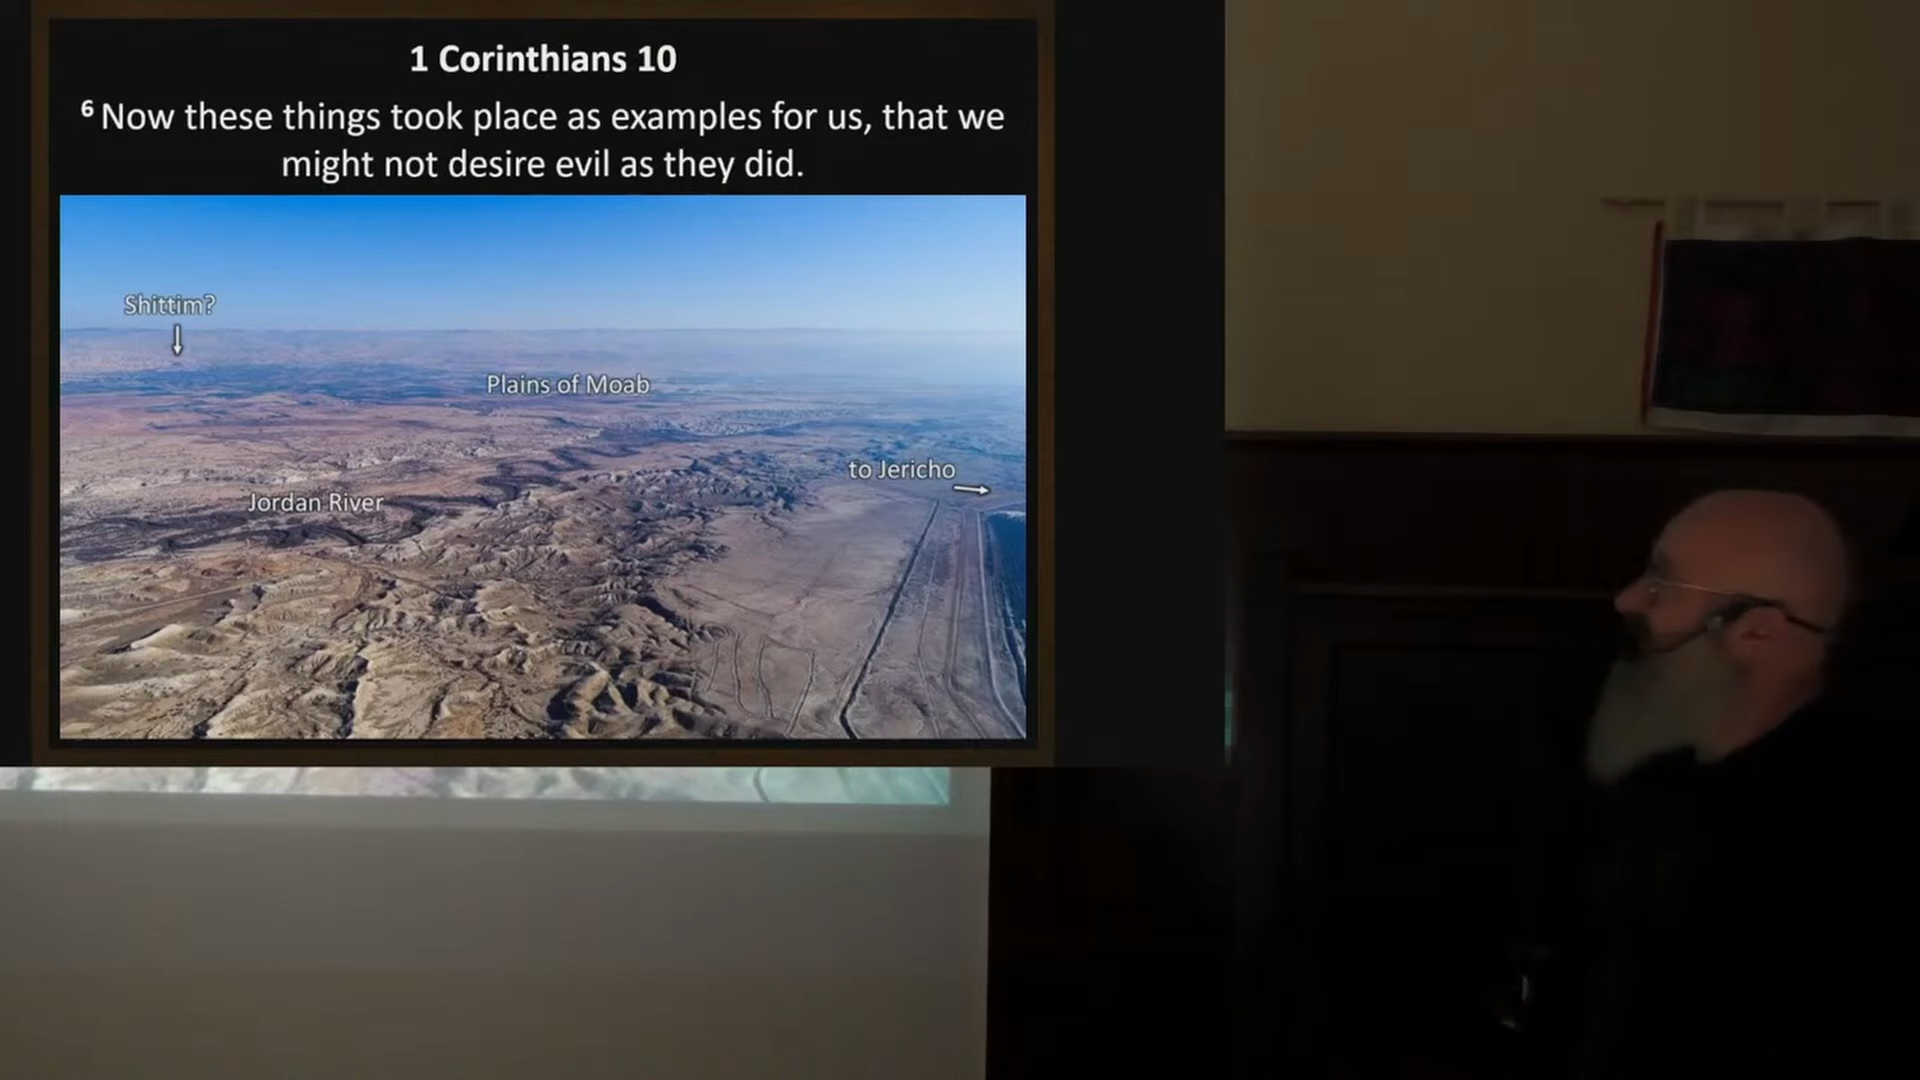 1 Corinthians 10
6 Now these things took place as examples for us, that we
might not desire evil as they did.
Shittim?
Plains of Moab
to Jericho
Jordan River